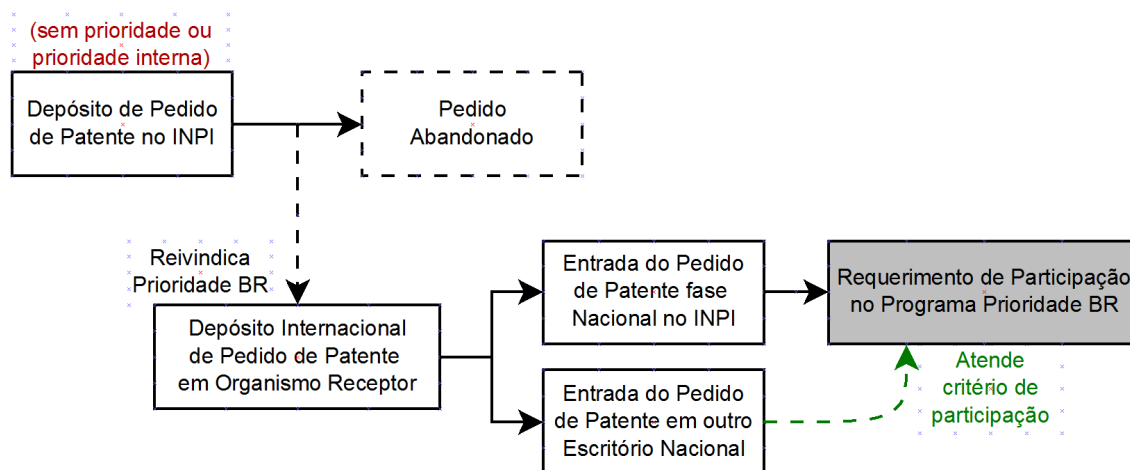 (sem prioridade ou
prioridade interna)
Depósito de Pedido
de Patente no INPI
Pedido
Abandonado
Reivindica
Prioridade BR
Depósito Internacional
de Pedido de Patente
em Organismo Receptor
Entrada do Pedido
de Patente fase
Nacional no INPI
Requerimento de Participação
no Programa Prioridade BR
Entrada do Pedido
de Patente em outro
Escritório Nacional
Atende
critério de
participação